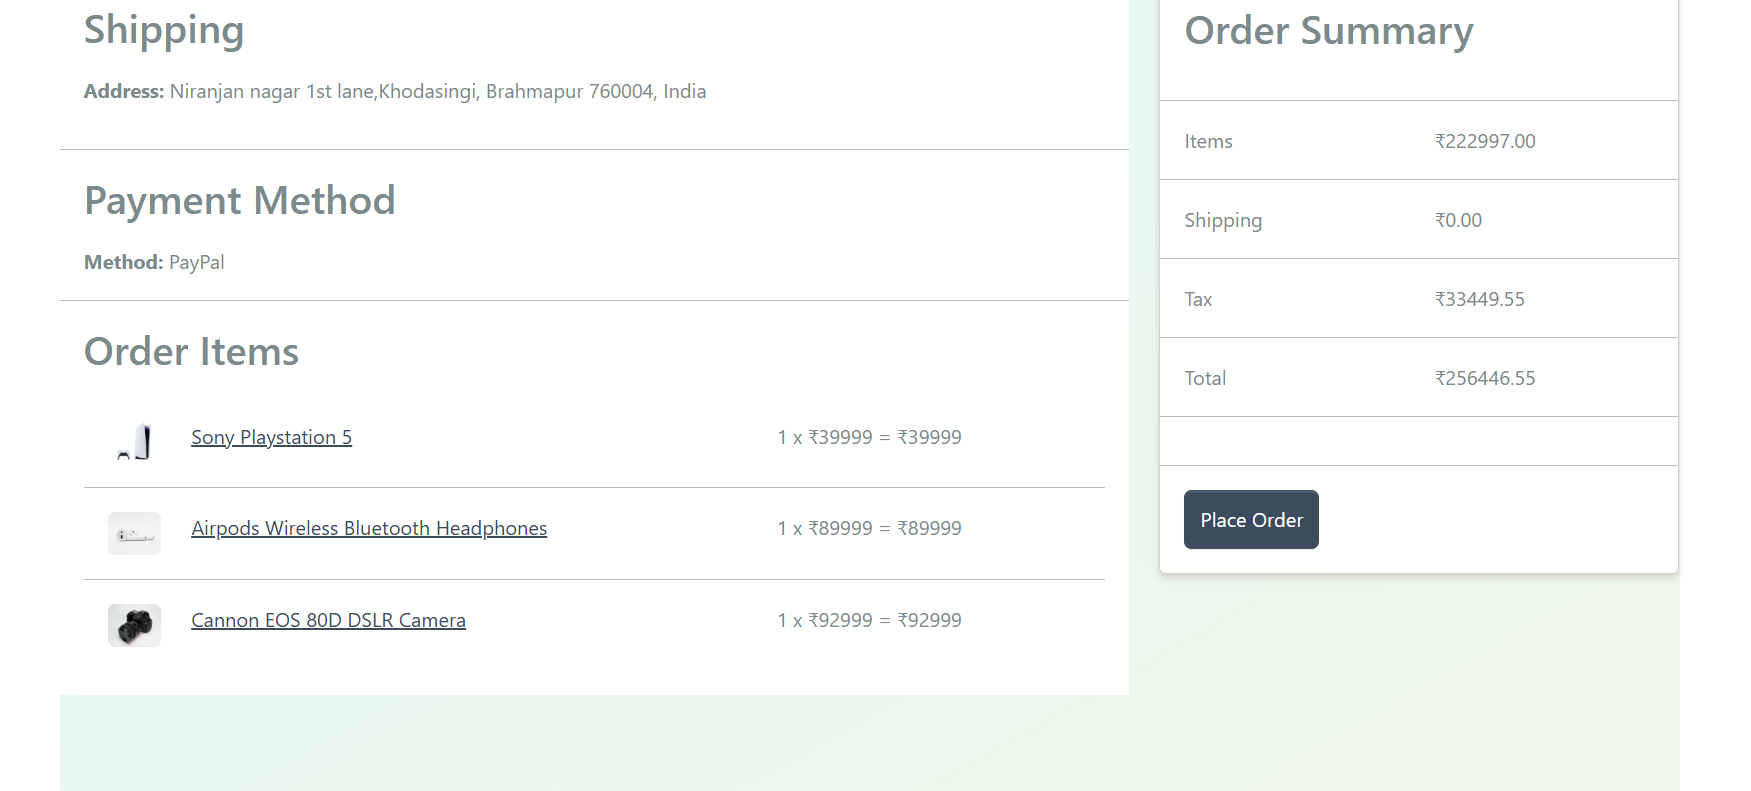 Shipping
Address: Niranjan nagar 1st lane,Khodasingi, Brahmapur 760004, India
Payment Method
Method: PayPal
Order Items
Sony Playstation 5 1 x ₹39999 = ₹39999
Airpods Wireless Bluetooth Headphones 1 x ₹89999 = ₹89999
Cannon EOS 80D DSLR Camera 1 x ₹92999 = ₹92999
Order Summary
Items ₹222997.00
Shipping ₹0.00
Tax ₹33449.55
Total ₹256446.55
Place Order